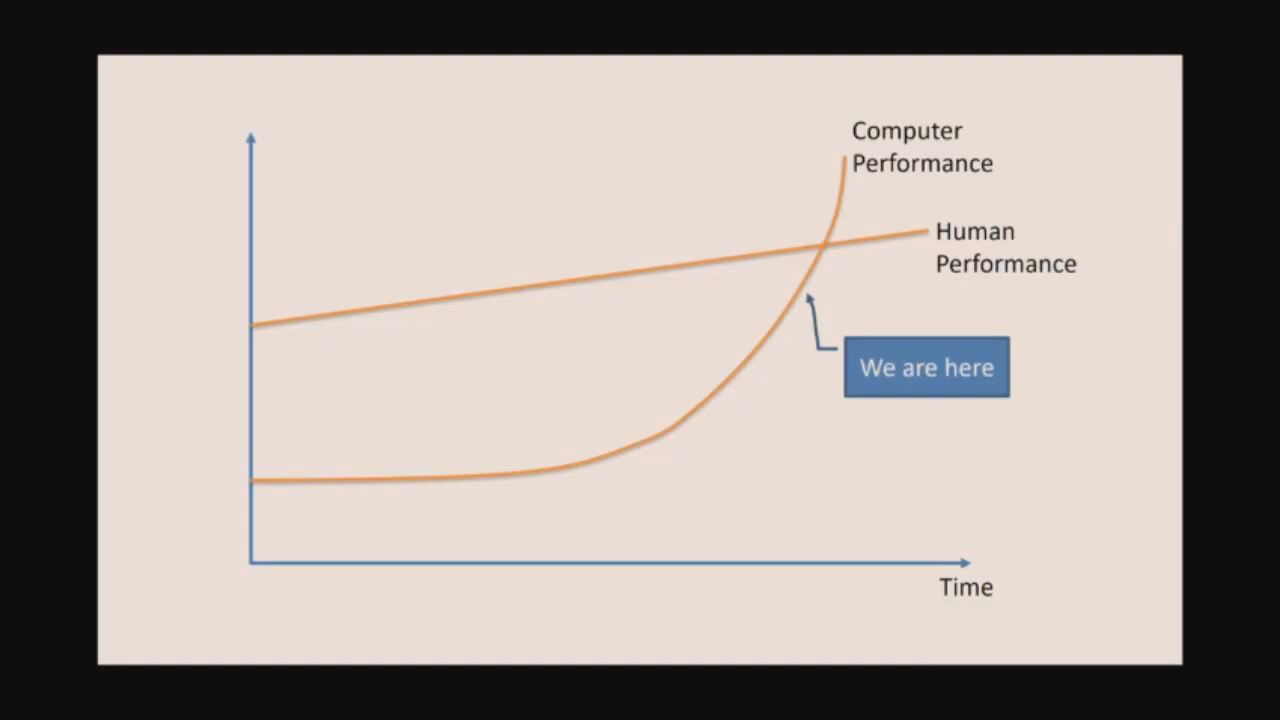 Computer
Performance
Human
Performance
We are here
Time